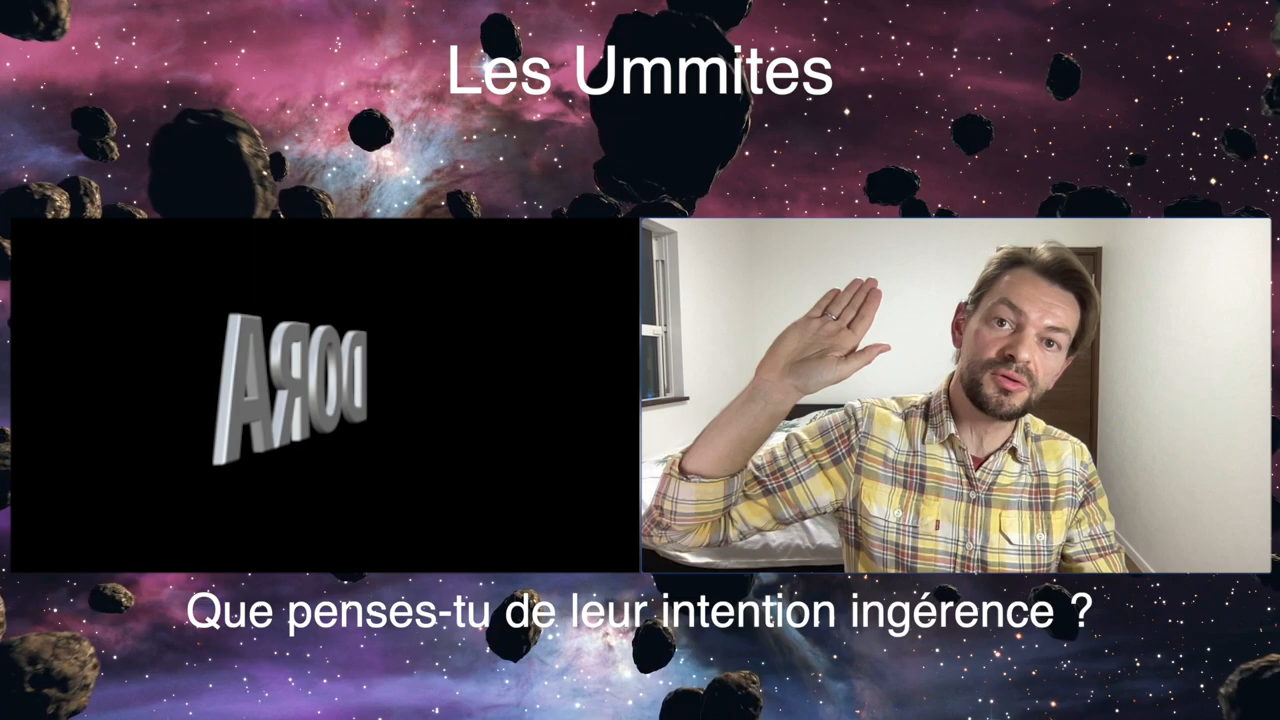 Les Ummites
DORA
Que penses-tu de leur intention ingérence ?